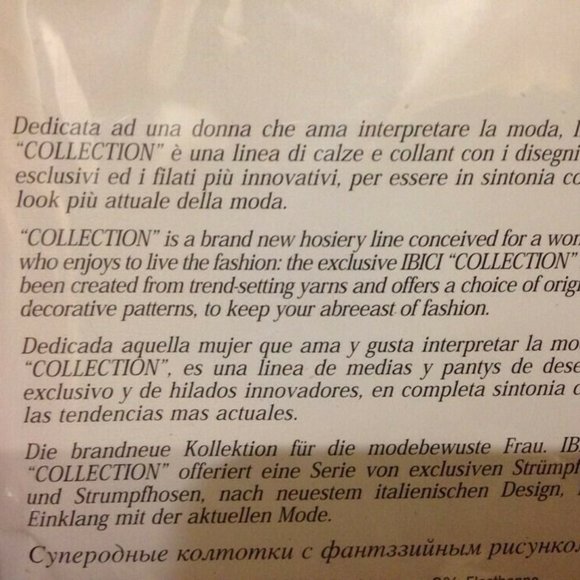 Dedicata ad una donna che ama interpretare la moda,
"COLLECTION" è una linea di calze e collant con i disegni
esclusivi ed i filati più innovativi, per essere in sintonia
look più attuale della moda.
"COLLECTION" is a brand new hosiery line conceived for a
who enjoys to live the fashion: the exclusive IBICI "COLLECTION"
been created from trend-setting yarns and offers a choice of
decorative patterns, to keep your abreeast of fashion.
Dedicada aquella mujer que ama y gusta interpretar la
"COLLECTION", es una linea de medias y pantys de
exclusivo y de hilados innovadores, en completa sintonia
las tendencias mas actuales.
Die brandneue Kollektion für die modebewuste Frau.
"COLLECTION" offeriert eine Serie von exclusiven
und Strumpfhosen, nach neuestem italienischen Design,
Einklang mit der aktuellen Mode.
Суперодные колтотки с фантззийным